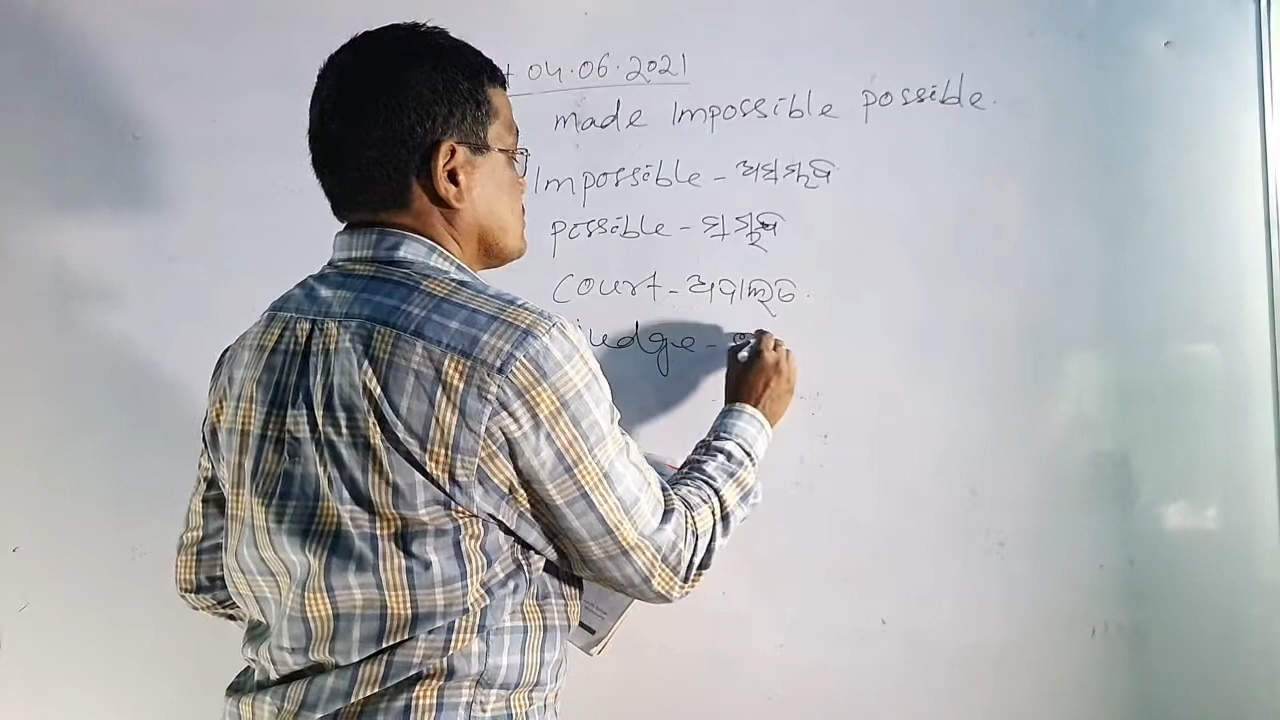 04.06.2021
made Impossible possible.
Impossible - ଅସମ୍ଭବ
possible - ସମ୍ଭବ
Court - ଅଦାଲତ.
judge -